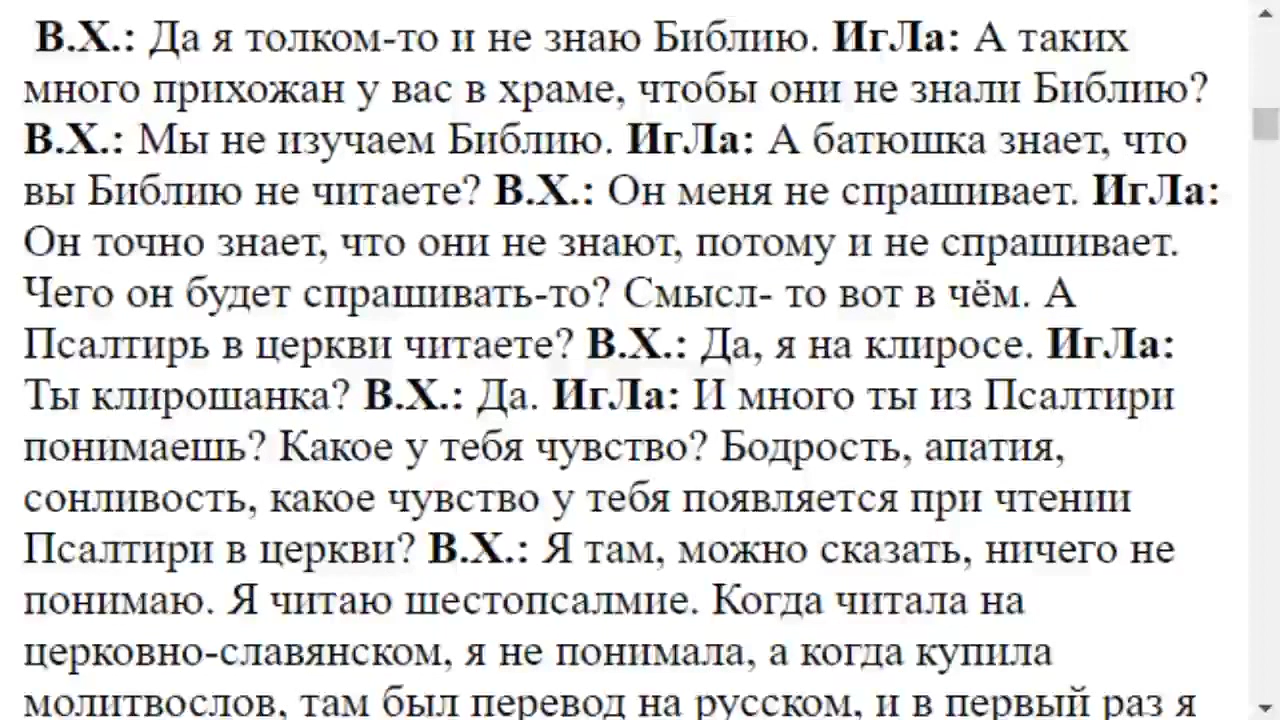 В.Х.: Да я толком-то и не знаю Библию. ИгЛа: А таких
много прихожан у вас в храме, чтобы они не знали Библию?
В.Х.: Мы не изучаем Библию. ИгЛа: А батюшка знает, что
вы Библию не читаете? В.Х.: Он меня не спрашивает. ИгЛа:
Он точно знает, что они не знают, потому и не спрашивает.
Чего он будет спрашивать-то? Смысл- то вот в чём. А
Псалтирь в церкви читаете? В.Х.: Да, я на клиросе. ИгЛа:
Ты клирошанка? В.Х.: Да. ИгЛа: И много ты из Псалтири
понимаешь? Какое у тебя чувство? Бодрость, апатия,
сонливость, какое чувство у тебя появляется при чтении
Псалтири в церкви? В.Х.: Я там, можно сказать, ничего не
понимаю. Я читаю шестопсалмие. Когда читала на
церковно-славянском, я не понимала, а когда купила
молитвослов, там был перевод на русском, и в первый раз я